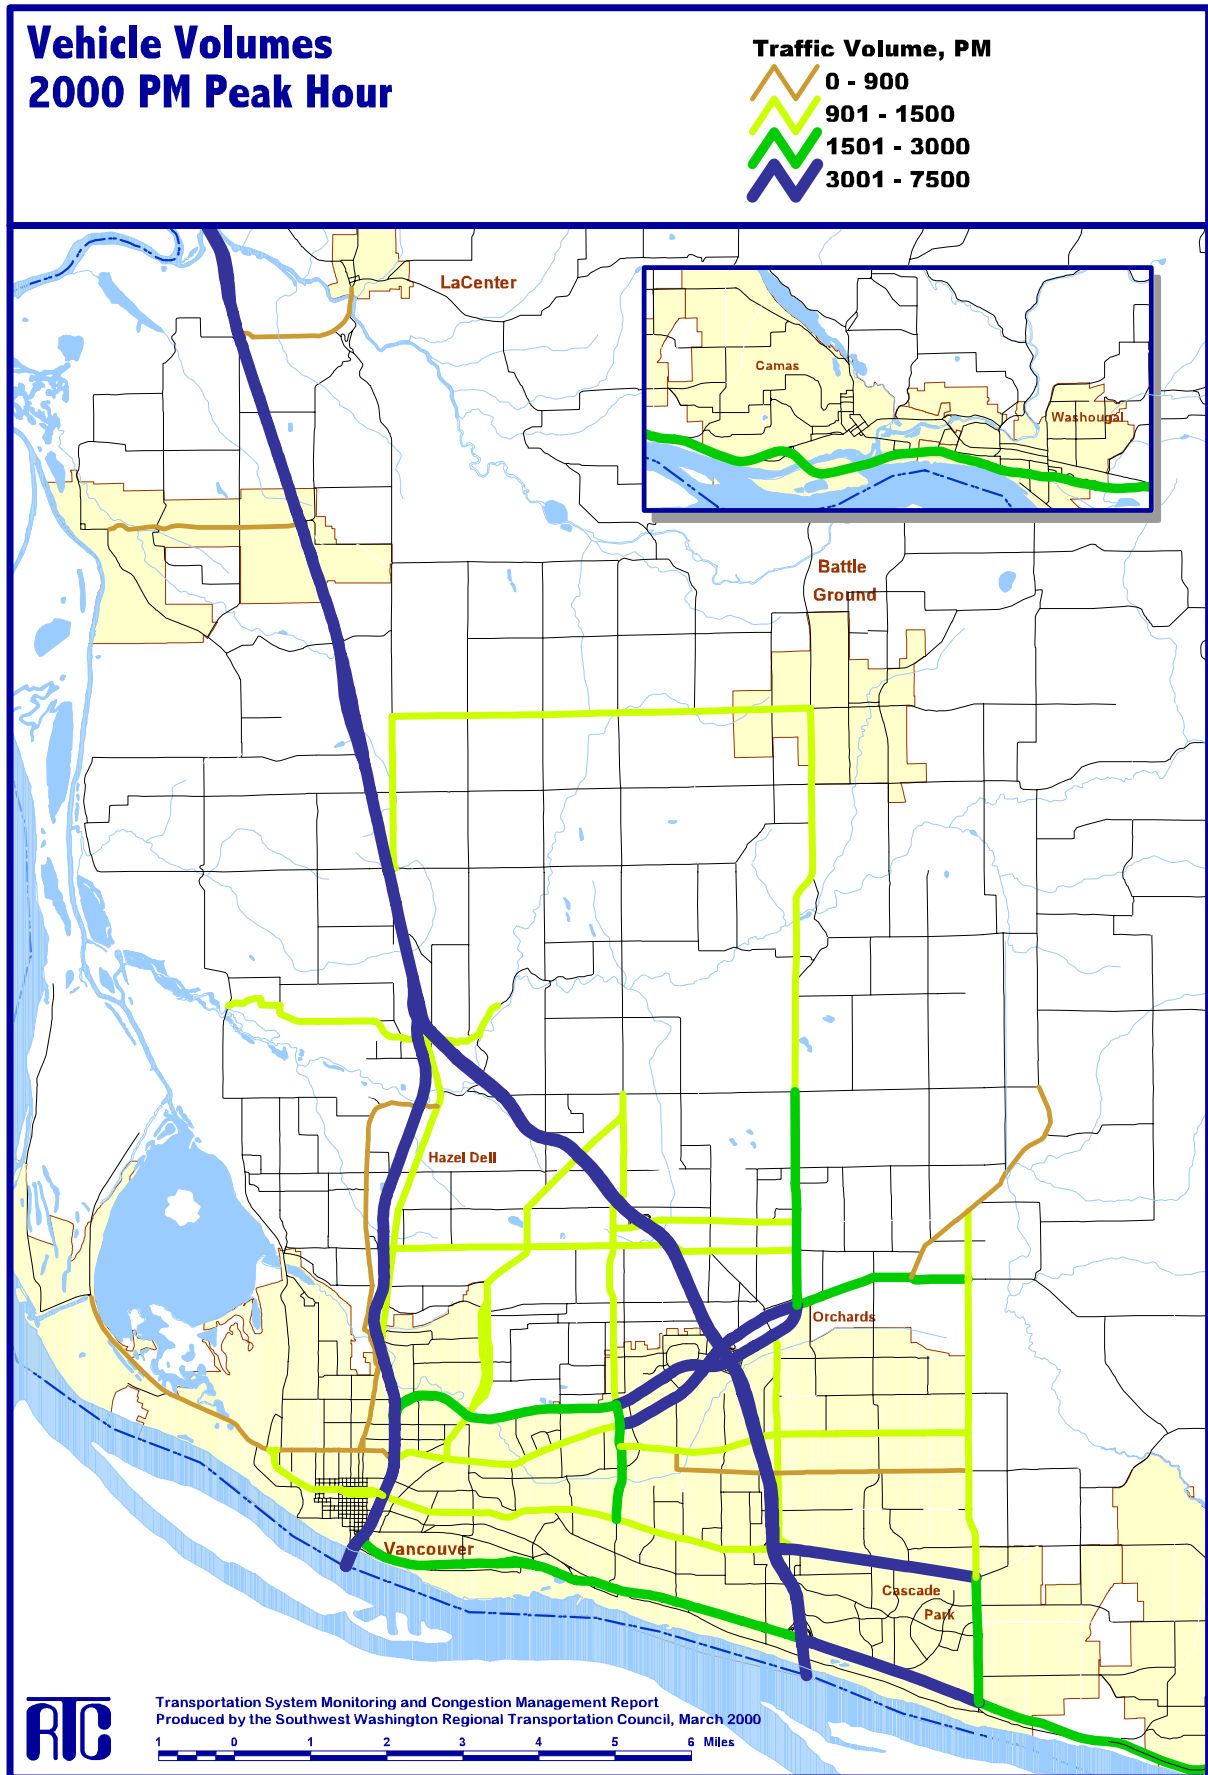 Vehicle Volumes
2000 PM Peak Hour
Traffic Volume, PM
0 - 900
901 - 1500
1501 - 3000
3001 - 7500
LaCenter
Camas
Washougal
Battle
Ground
Hazel Dell
Orchards
Vancouver
Cascade
Park
RTC
Transportation System Monitoring and Congestion Management Report
Produced by the Southwest Washington Regional Transportation Council, March 2000
1 0 1 2 3 4 5 6 Miles